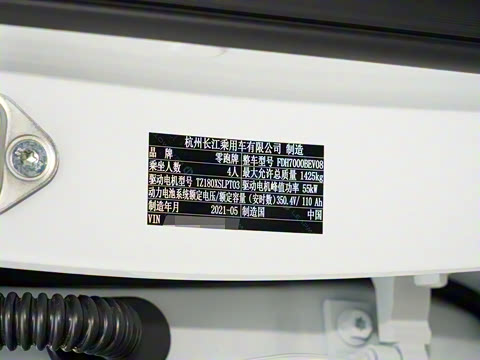 杭州长江乘用车有限公司 制造
品 牌 零跑牌 整车型号 FDH7000BEV08
乘坐人数 4人 最大允许总质量 1425kg
驱动电机型号 TZ180XSLPT03 驱动电机峰值功率 55kW
动力电池系统额定电压/额定容量(安时数) 350.4V/ 110 Ah
制造年月 2021-05 制造国 中国
VIN